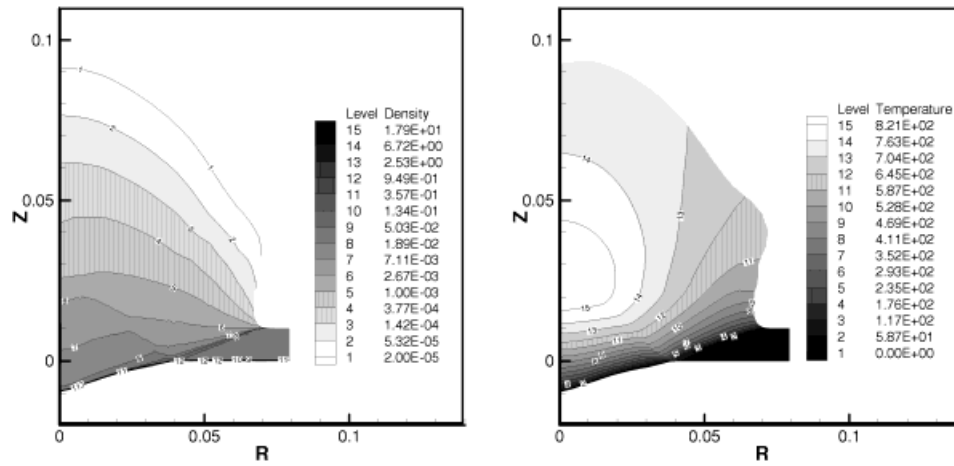 0.1
0.05
0
Z
0
0.05
0.1
R
Level Density
15 1.79E+01
14 6.72E+00
13 2.53E+00
12 9.49E-01
11 3.57E-01
10 1.34E-01
9 5.03E-02
8 1.89E-02
7 7.11E-03
6 2.67E-03
5 1.00E-03
4 3.77E-04
3 1.42E-04
2 5.32E-05
1 2.00E-05
0.1
0.05
0
Z
0
0.05
0.1
R
Level Temperature
15 8.21E+02
14 7.63E+02
13 7.04E+02
12 6.45E+02
11 5.87E+02
10 5.28E+02
9 4.69E+02
8 4.11E+02
7 3.52E+02
6 2.93E+02
5 2.35E+02
4 1.76E+02
3 1.17E+02
2 5.87E+01
1 0.00E+00
14
13
14
15
13
14
11